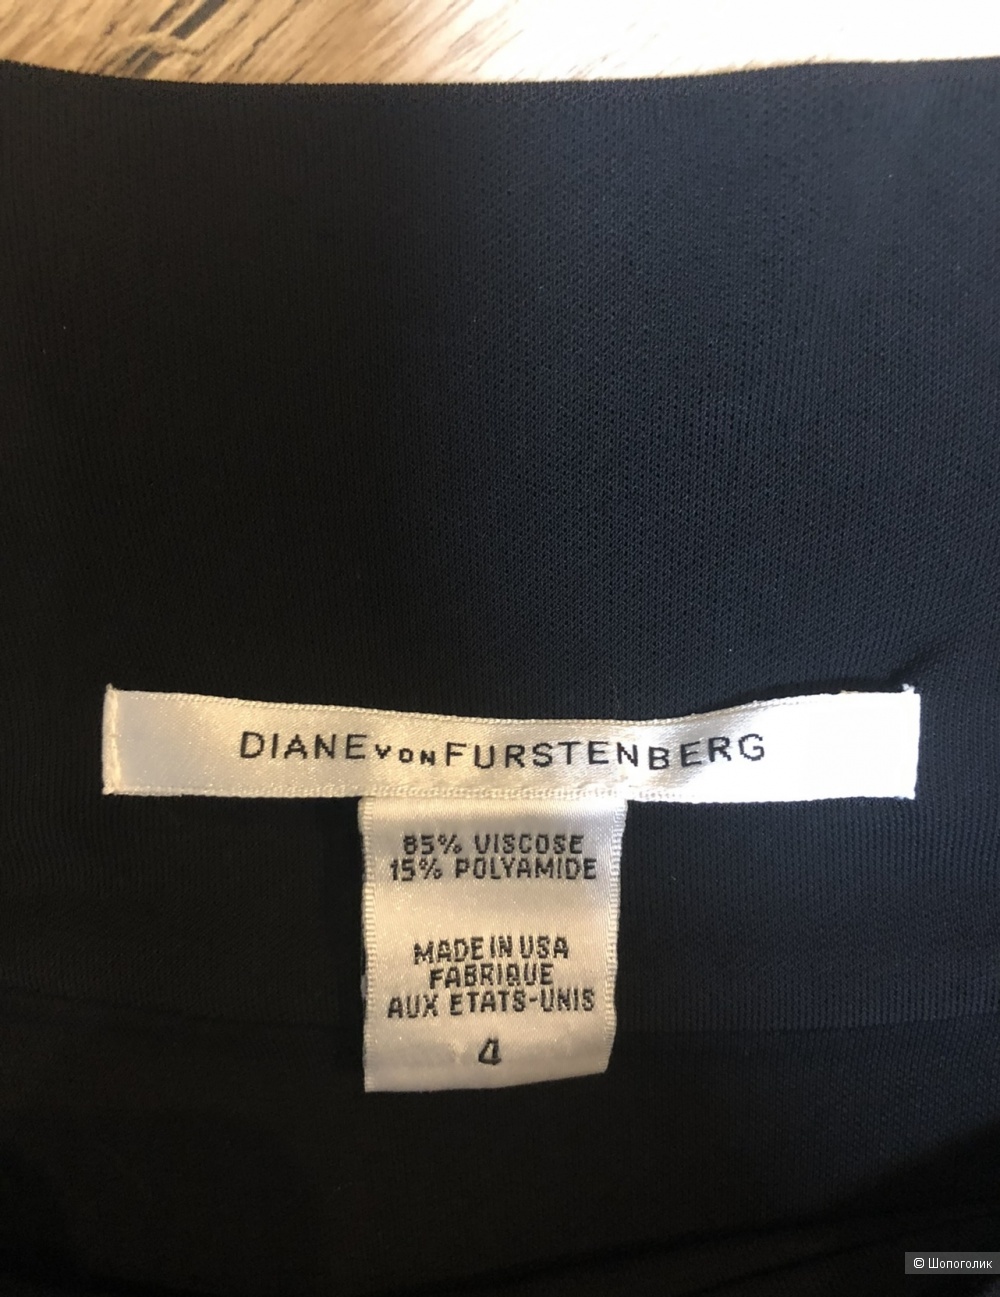 DIANE VON FURSTENBERG
85% VISCOSE
15% POLYAMIDE
MADE IN USA
FABRIQUE
AUX ETATS-UNIS
4
© Шопоголик